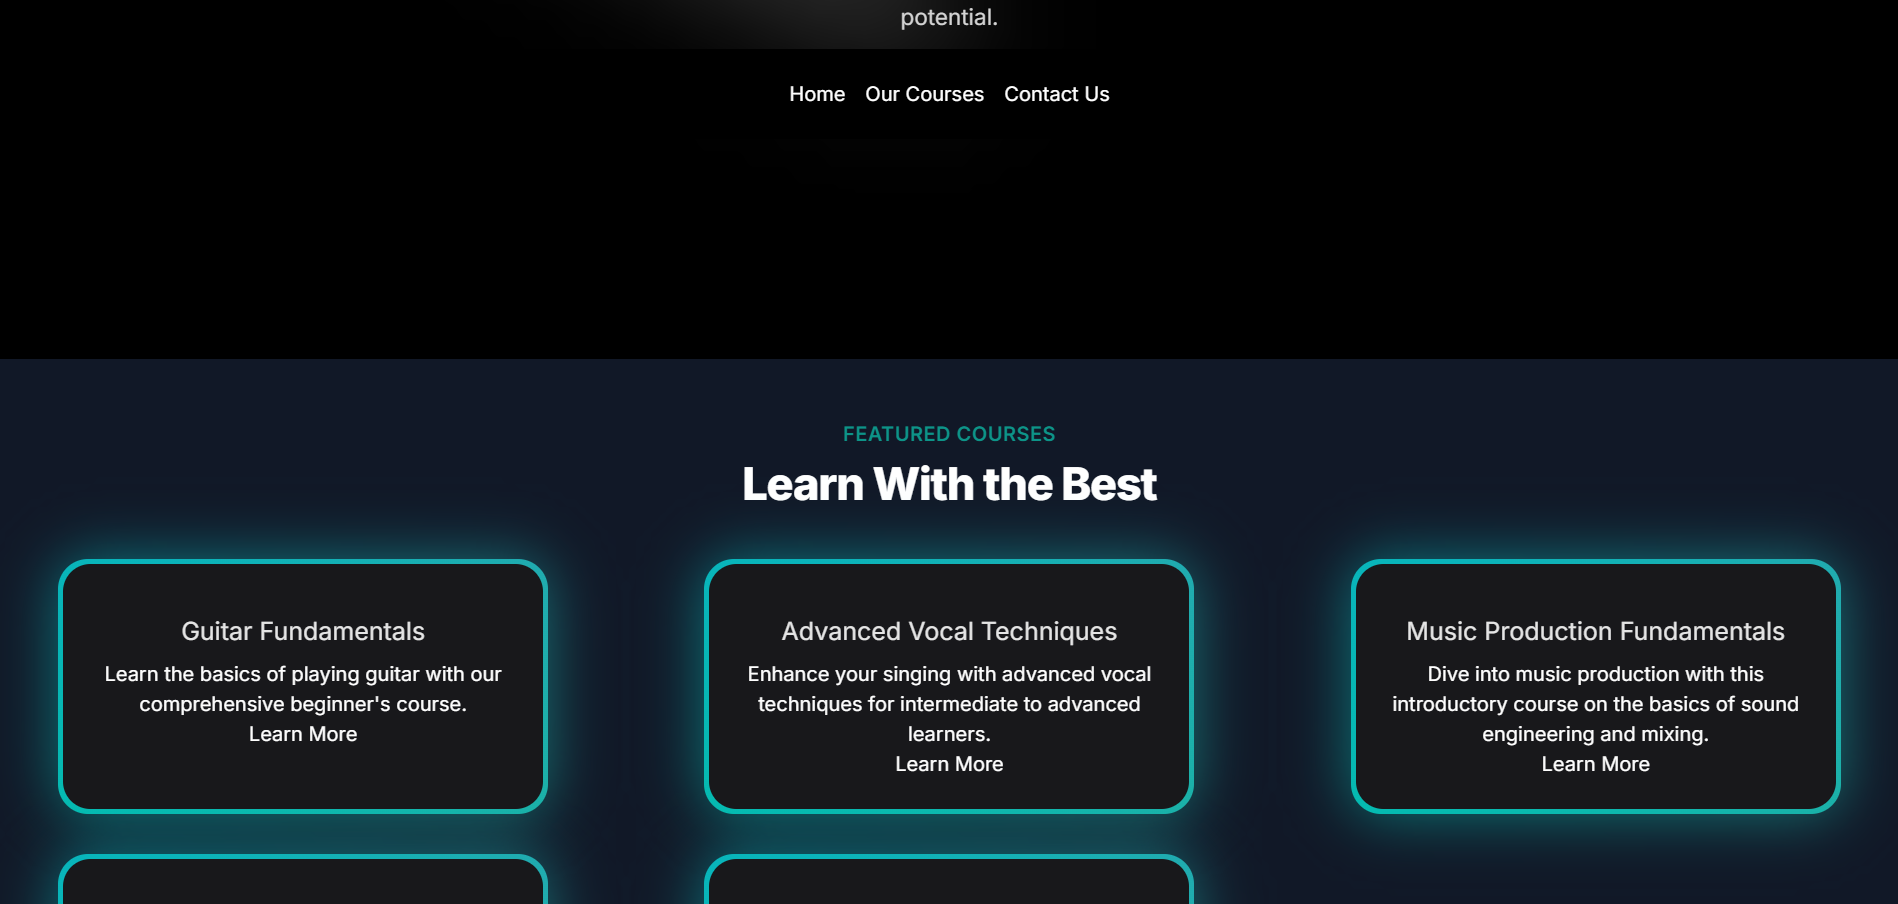 potential.
Home Our Courses Contact Us
FEATURED COURSES
Learn With the Best
Guitar Fundamentals
Learn the basics of playing guitar with our
comprehensive beginner's course.
Learn More
Advanced Vocal Techniques
Enhance your singing with advanced vocal
techniques for intermediate to advanced
learners.
Learn More
Music Production Fundamentals
Dive into music production with this
introductory course on the basics of sound
engineering and mixing.
Learn More